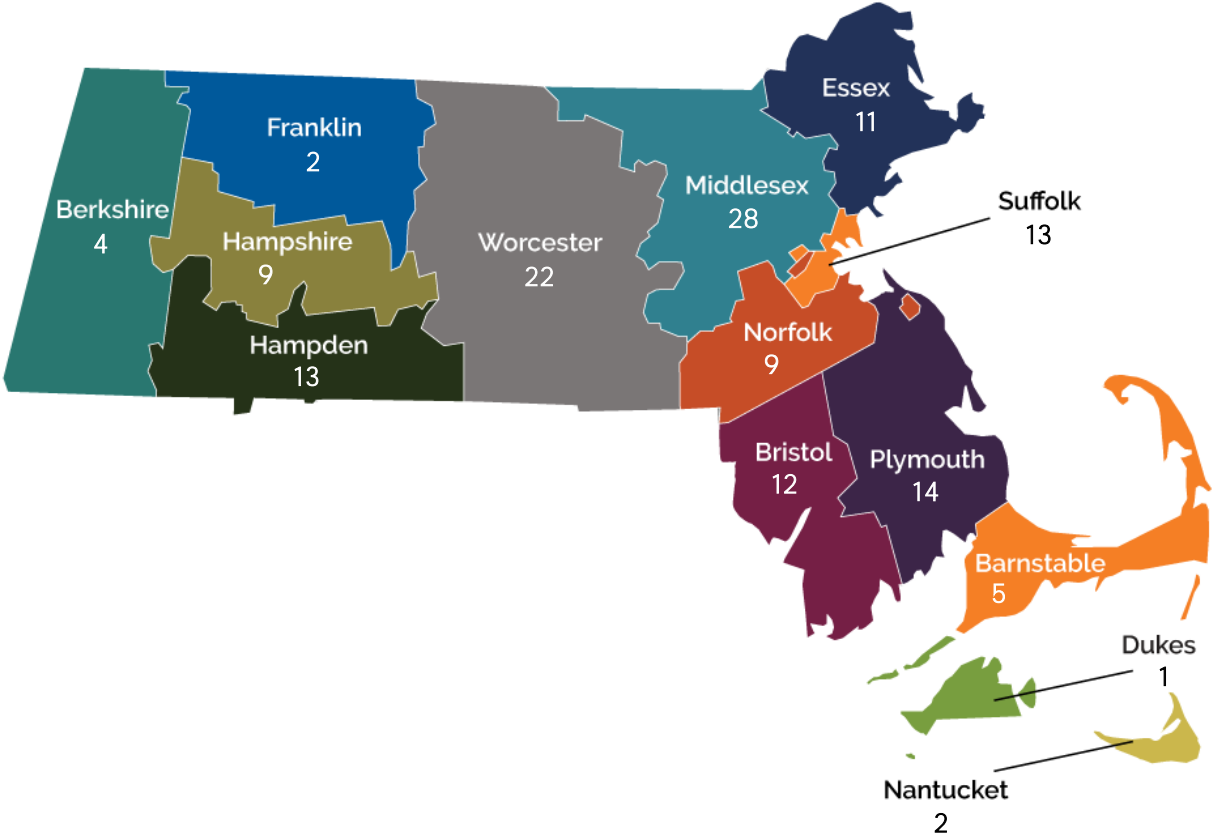 Essex
11
Franklin
2
Middlesex
28
Suffolk
13
Berkshire
4
Hampshire
9
Worcester
22
Norfolk
9
Hampden
13
Bristol
12
Plymouth
14
Barnstable
5
Dukes
1
Nantucket
2